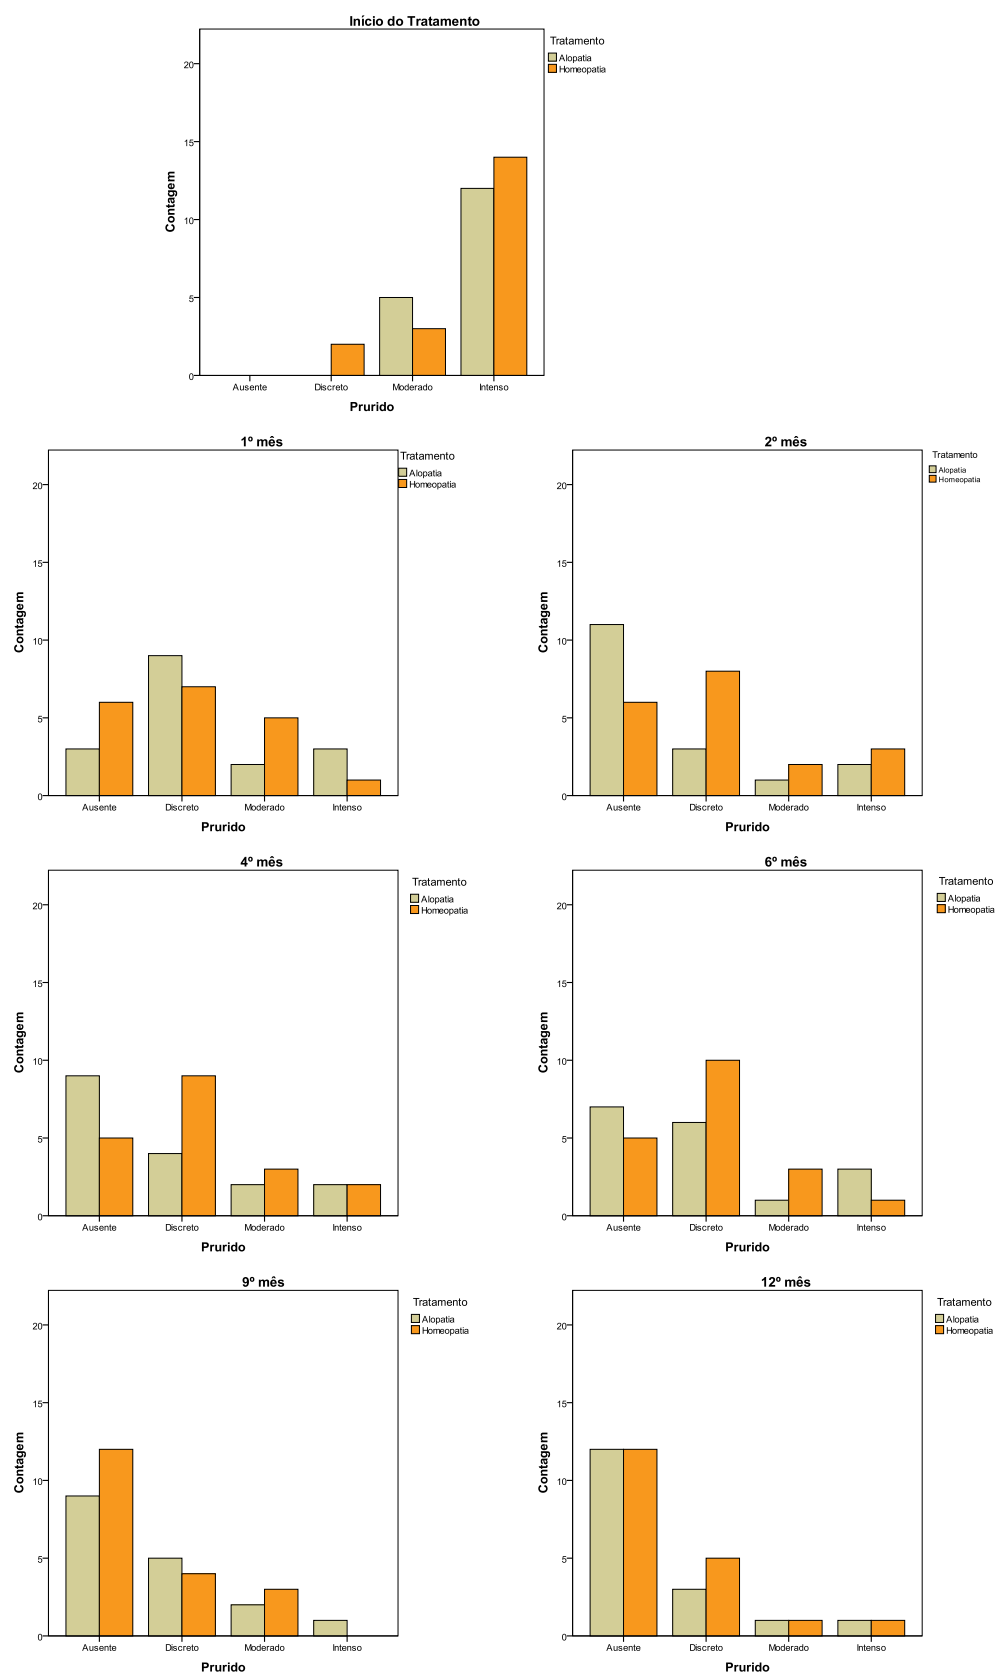 Início do Tratamento
Tratamento
Alopatia
Homeopatia
20
15
10
5
0
Contagem
Ausente Discreto Moderado Intenso
Prurido
1º mês
Tratamento
Alopatia
Homeopatia
20
15
10
5
0
Contagem
Ausente Discreto Moderado Intenso
Prurido
2º mês
Tratamento
Alopatia
Homeopatia
20
15
10
5
0
Contagem
Ausente Discreto Moderado Intenso
Prurido
4º mês
Tratamento
Alopatia
Homeopatia
20
15
10
5
0
Contagem
Ausente Discreto Moderado Intenso
Prurido
6º mês
Tratamento
Alopatia
Homeopatia
20
15
10
5
0
Contagem
Ausente Discreto Moderado Intenso
Prurido
9º mês
Tratamento
Alopatia
Homeopatia
20
15
10
5
0
Contagem
Ausente Discreto Moderado Intenso
Prurido
12º mês
Tratamento
Alopatia
Homeopatia
20
15
10
5
0
Contagem
Ausente Discreto Moderado Intenso
Prurido